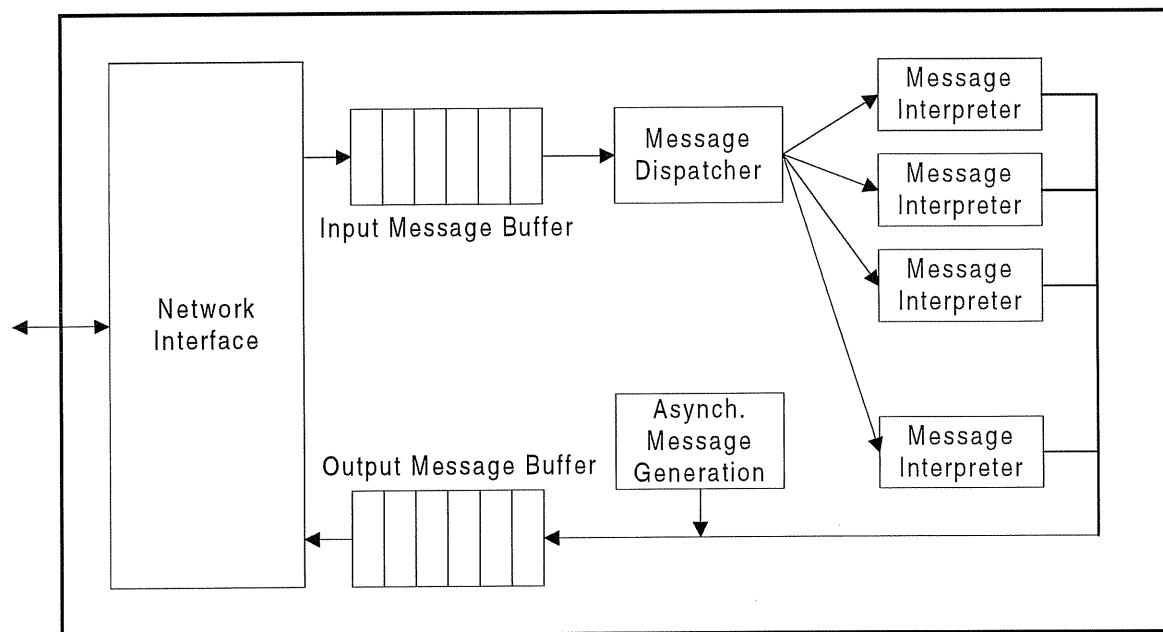 Network
Interface
Input Message Buffer
Message
Dispatcher
Message
Interpreter
Message
Interpreter
Message
Interpreter
Message
Interpreter
Asynch.
Message
Generation
Output Message Buffer